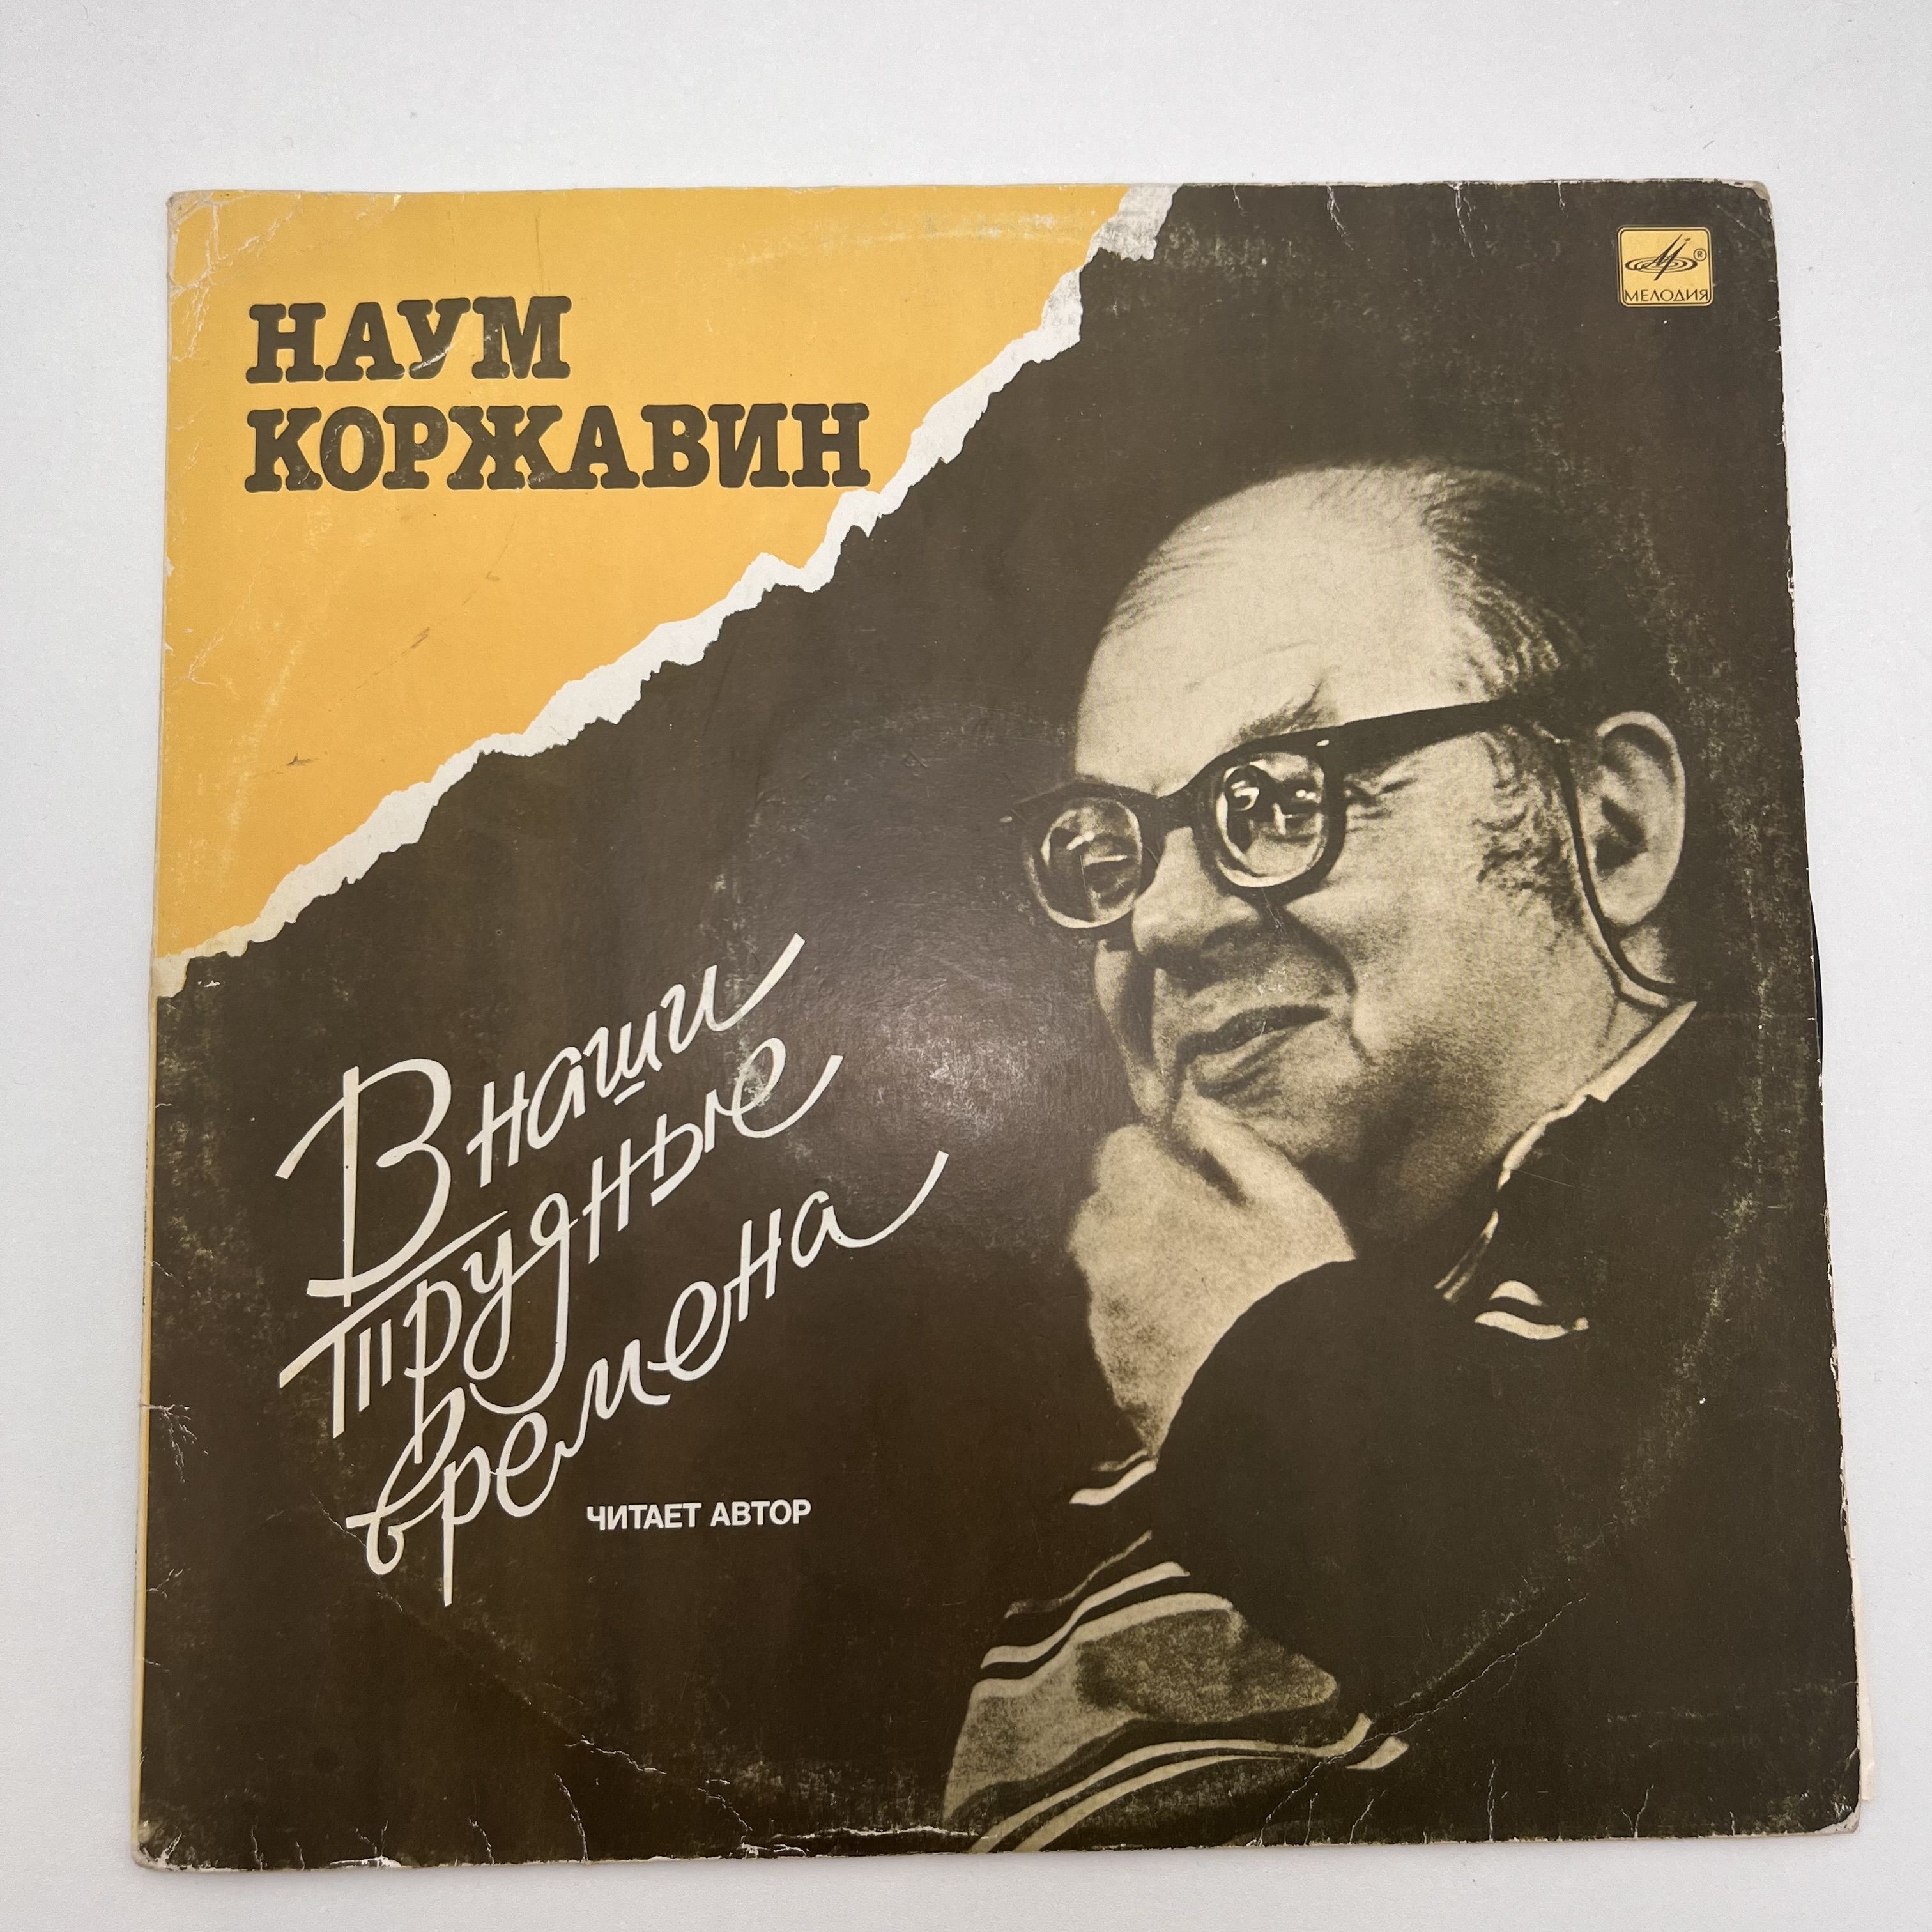 НАУМ
КОРЖАВИН
МЕЛОДИЯ
®
В наши
трудные
времена
ЧИТАЕТ АВТОР